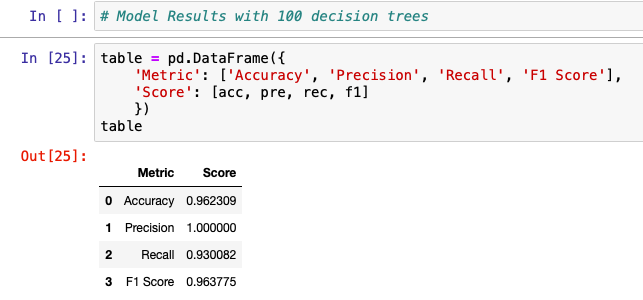 In [ ]: # Model Results with 100 decision trees
In [25]: table = pd.DataFrame({
'Metric': ['Accuracy', 'Precision', 'Recall', 'F1 Score'],
'Score': [acc, pre, rec, f1]
})
table
Out[25]:
Metric Score
0 Accuracy 0.962309
1 Precision 1.000000
2 Recall 0.930082
3 F1 Score 0.963775